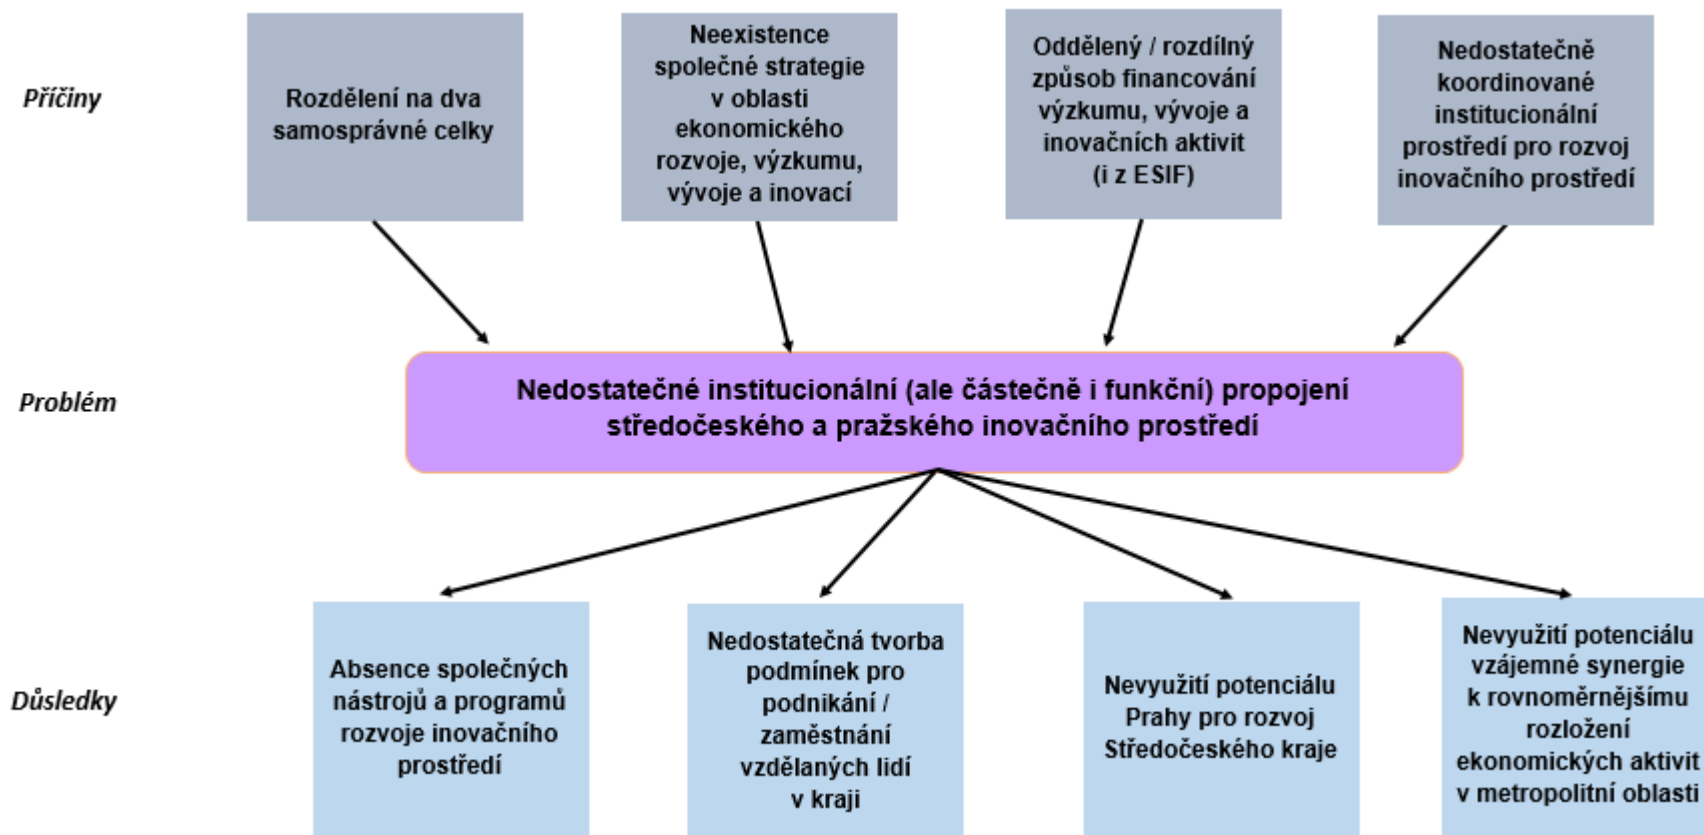 Příčiny
Rozdělení na dva
samosprávné celky
Neexistence
společné strategie
v oblasti
ekonomického
rozvoje, výzkumu,
vývoje a inovací
Oddělený / rozdílný
způsob financování
výzkumu, vývoje a
inovačních aktivit
(i z ESIF)
Nedostatečně
koordinované
institucionální
prostředí pro rozvoj
inovačního prostředí
Problém
Nedostatečné institucionální (ale částečně i funkční) propojení
středočeského a pražského inovačního prostředí
Důsledky
Absence společných
nástrojů a programů
rozvoje inovačního
prostředí
Nedostatečná tvorba
podmínek pro
podnikání /
zaměstnání
vzdělaných lidí
v kraji
Nevyužití potenciálu
Prahy pro rozvoj
Středočeského kraje
Nevyužití potenciálu
vzájemné synergie
k rovnoměrnějšímu
rozložení
ekonomických aktivit
v metropolitní oblasti